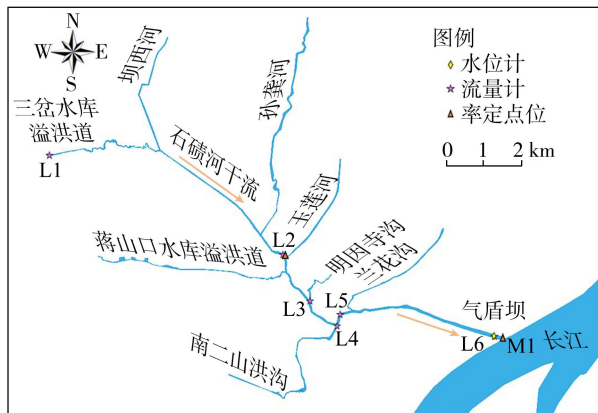 N
W E
S
图例
水位计
流量计
率定点位
0 1 2 km
坝西河
孙龚河
三岔水库
溢洪道
L1
石碛河干流
玉莲河
L2
蒋山口水库溢洪道
明因寺沟
兰花沟
L3
L5
L4
南二山洪沟
气盾坝
L6
M1
长江